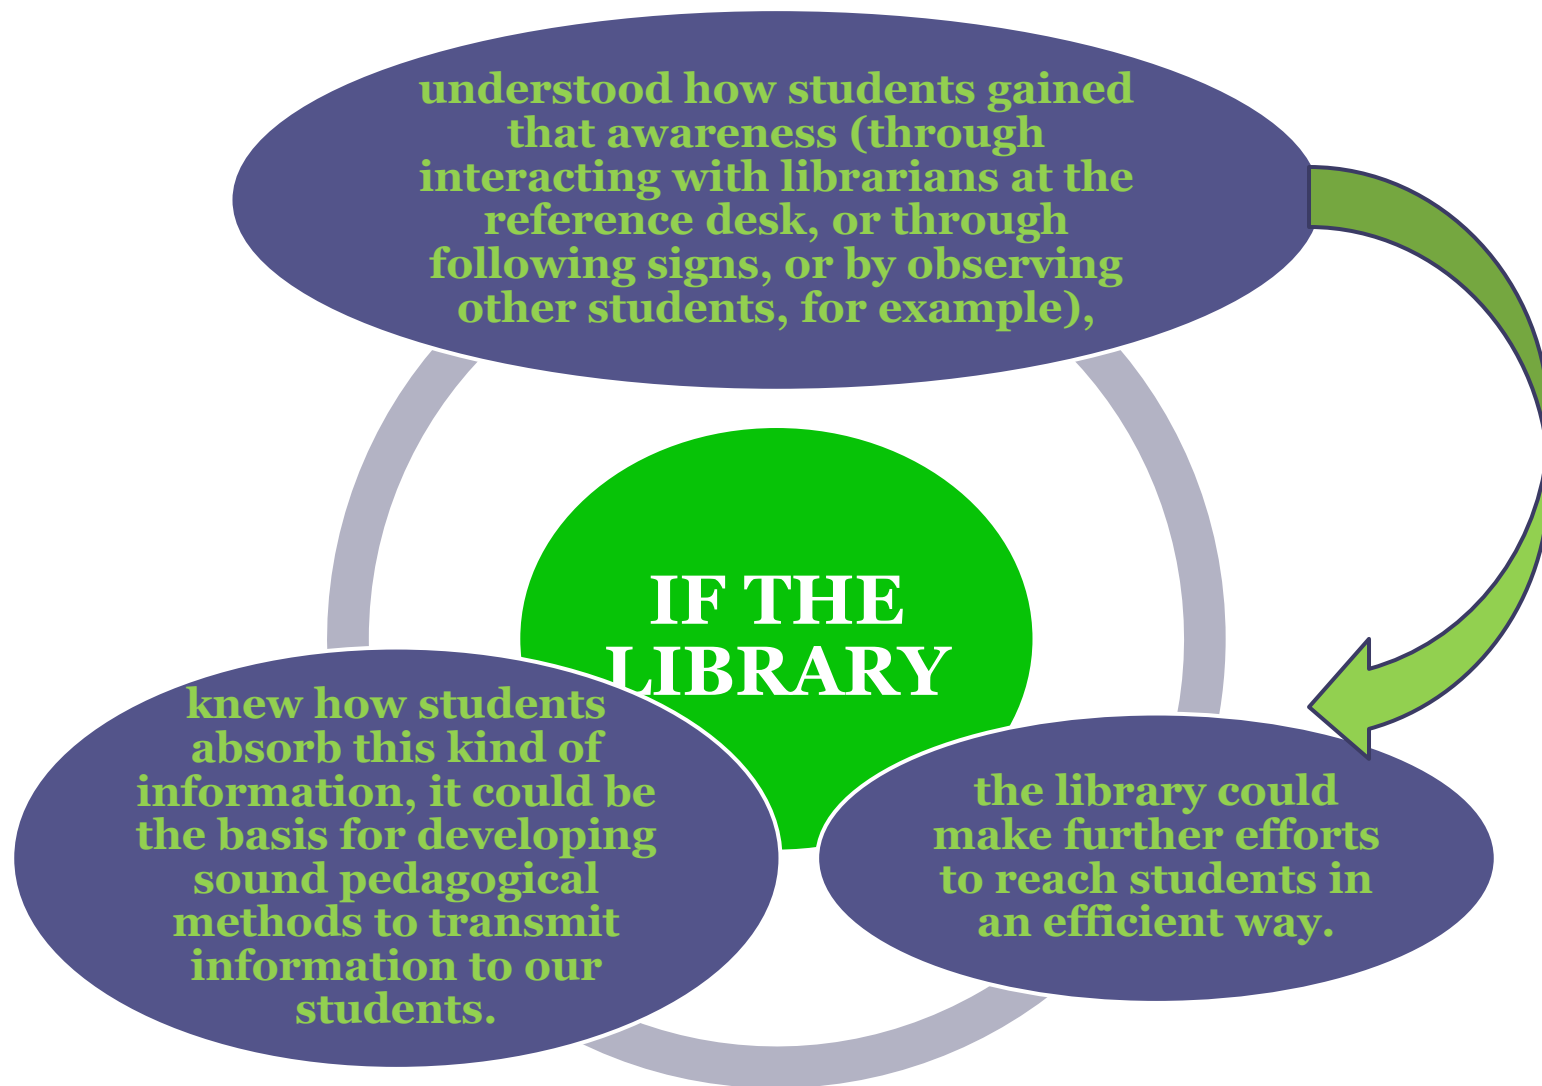 understood how students gained
that awareness (through
interacting with librarians at the
reference desk, or through
following signs, or by observing
other students, for example),
IF THE
LIBRARY
knew how students
absorb this kind of
information, it could be
the basis for developing
sound pedagogical
methods to transmit
information to our
students.
the library could
make further efforts
to reach students in
an efficient way.